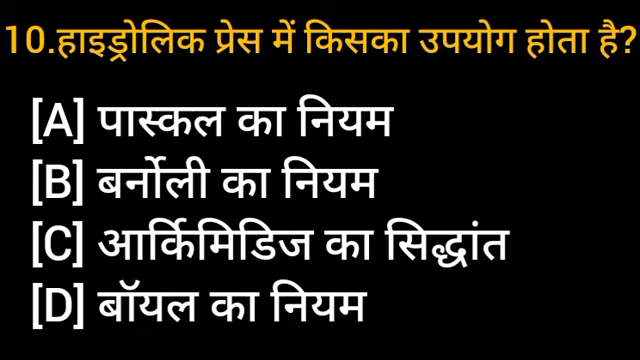 10.हाइड्रोलिक प्रेस में किसका उपयोग होता है?
[A] पास्कल का नियम
[B] बर्नोली का नियम
[C] आर्किमिडिज का सिद्धांत
[D] बॉयल का नियम